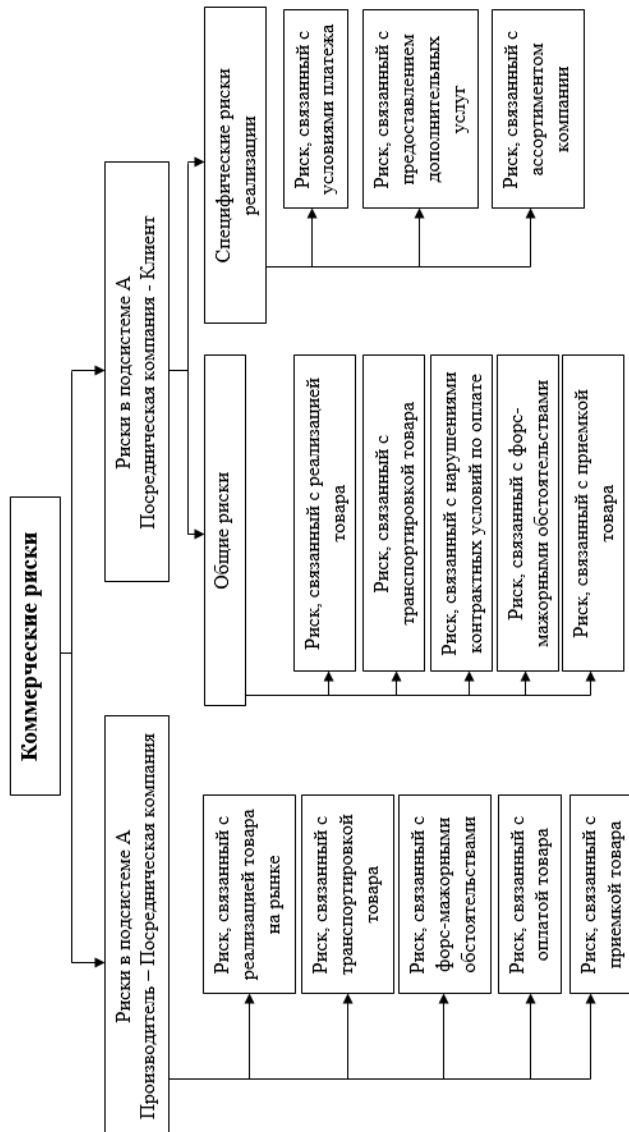 Коммерческие риски
Риски в подсистеме А
Производитель – Посредническая компания
Риск, связанный с
реализацией товара
на рынке
Риск, связанный с
транспортировкой
товара
Риск, связанный с
форс-мажорными
обстоятельствами
Риск, связанный с
оплатой товара
Риск, связанный с
приемкой товара
Риски в подсистеме А
Посредническая компания - Клиент
Общие риски
Риск, связанный с реализацией
товара
Риск, связанный с
транспортировкой товара
Риск, связанный с нарушениями
контрактных условий по оплате
Риск, связанный с форс-
мажорными обстоятельствами
Риск, связанный с приемкой
товара
Специфические риски
реализации
Риск, связанный с
условиями платежа
Риск, связанный с
предоставлением
дополнительных
услуг
Риск, связанный с
ассортиментом
компании